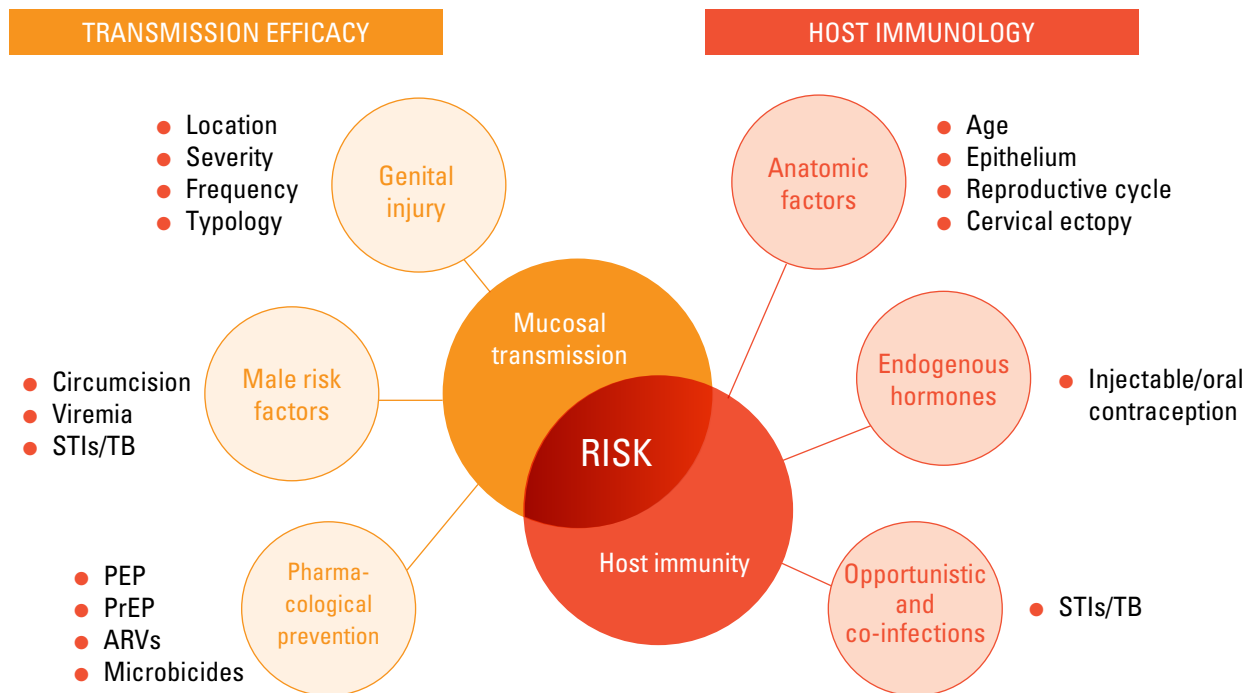 TRANSMISSION EFFICACY
HOST IMMUNOLOGY
Location
Severity
Frequency
Typology
Genital
injury
Anatomic
factors
Age
Epithelium
Reproductive cycle
Cervical ectopy
Mucosal
transmission
Circumcision
Viremia
STIs/TB
Male risk
factors
Endogenous
hormones
Injectable/oral
contraception
RISK
Host immunity
PEP
PrEP
ARVs
Microbicides
Pharma-
cological
prevention
Opportunistic
and
co-infections
STIs/TB